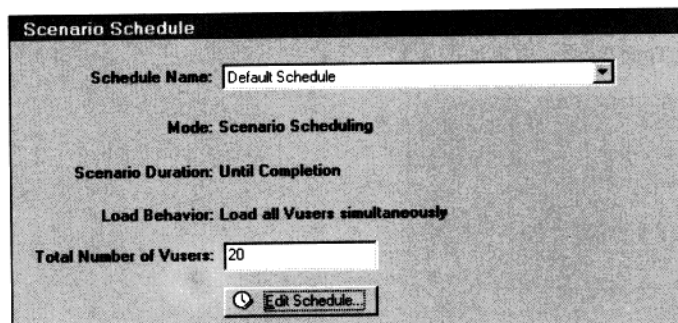 Scenario Schedule
Schedule Name: Default Schedule
Mode: Scenario Scheduling
Scenario Duration: Until Completion
Load Behavior: Load all Vusers simultaneously
Total Number of Vusers: 20
Edit Schedule...